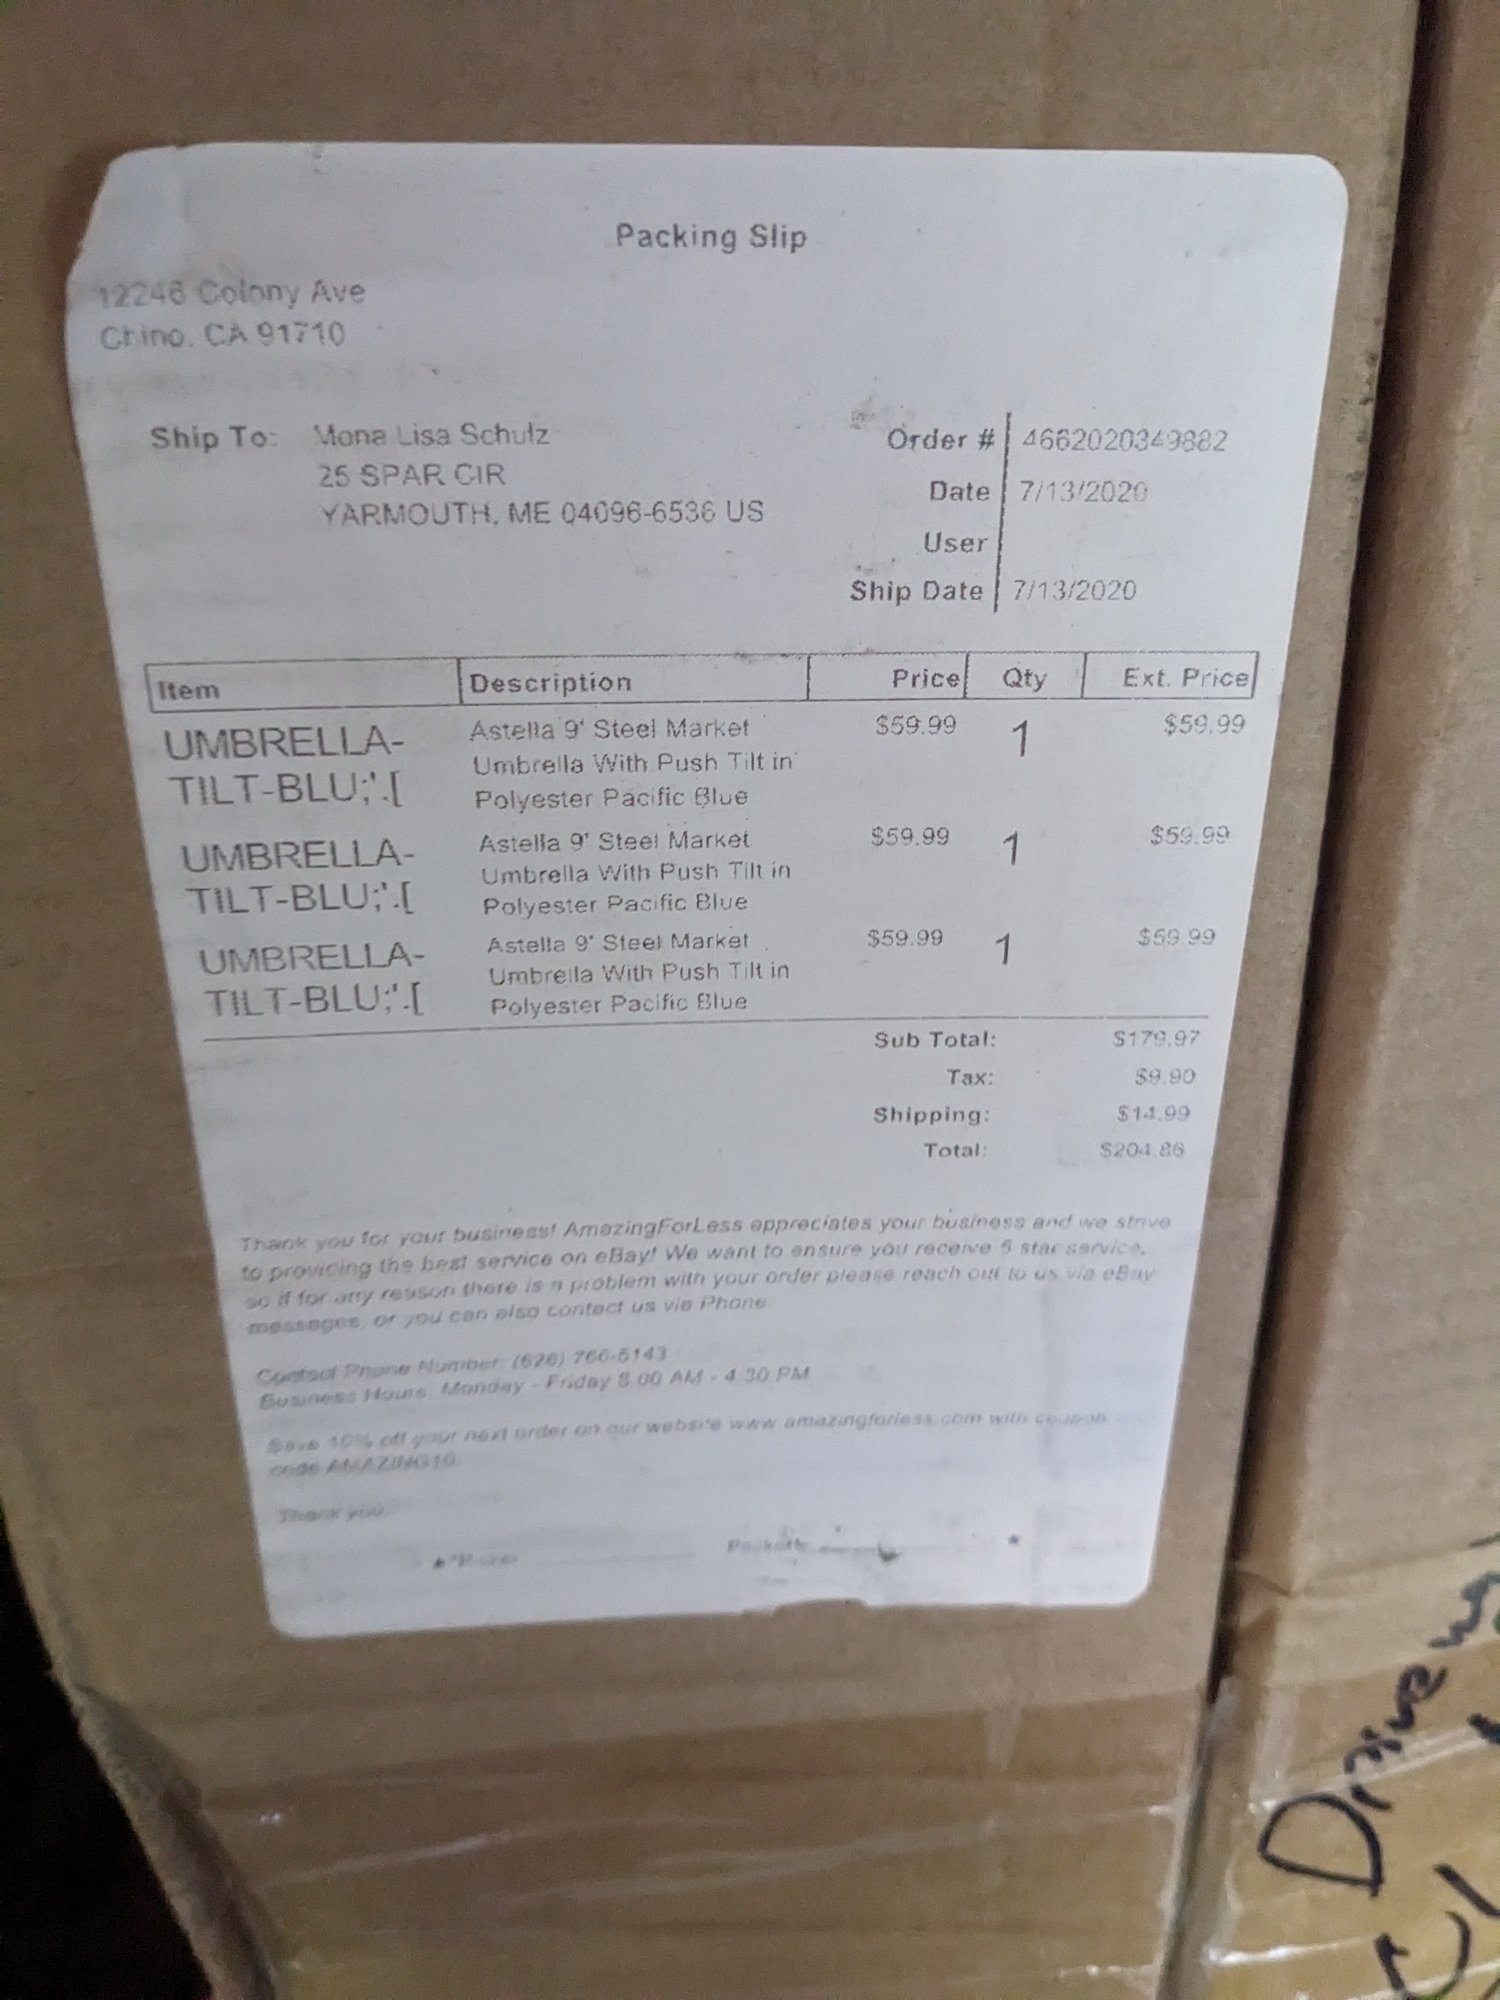 Packing Slip
12246 Colony Ave
Chino, CA 91710
Ship To: Mona Lisa Schulz
25 SPAR CIR
YARMOUTH, ME 04096-6536 US
Order # 4662020349882
Date 7/13/2020
User
Ship Date 7/13/2020
Item Description Price Qty Ext. Price
UMBRELLA- Astella 9' Steel Market $59.99 1 $59.99
Umbrella With Push Tilt in
TILT-BLU;'.[ Polyester Pacific Blue
UMBRELLA- Astella 9' Steel Market $59.99 1 $59.99
Umbrella With Push Tilt in
TILT-BLU;'.[ Polyester Pacific Blue
UMBRELLA- Astella 9' Steel Market $59.99 1 $59.99
Umbrella With Push Tilt in
TILT-BLU;'.[ Polyester Pacific Blue
Sub Total: $179.97
Tax: $9.90
Shipping: $14.99
Total: $204.86
Thank you for your business! AmazingForLess appreciates your business and we strive
to providing the best service on eBay! We want to ensure you receive 5 star service,
so if for any reason there is a problem with your order please reach out to us via eBay
messages, or you can also contact us via Phone.
Contact Phone Number: (626) 766-6143
Business Hours: Monday - Friday 8:00 AM - 4:30 PM
Save 10% off your next order on our website www.amazingforless.com with coupon
code AMAZING10.
Thank you
Drive